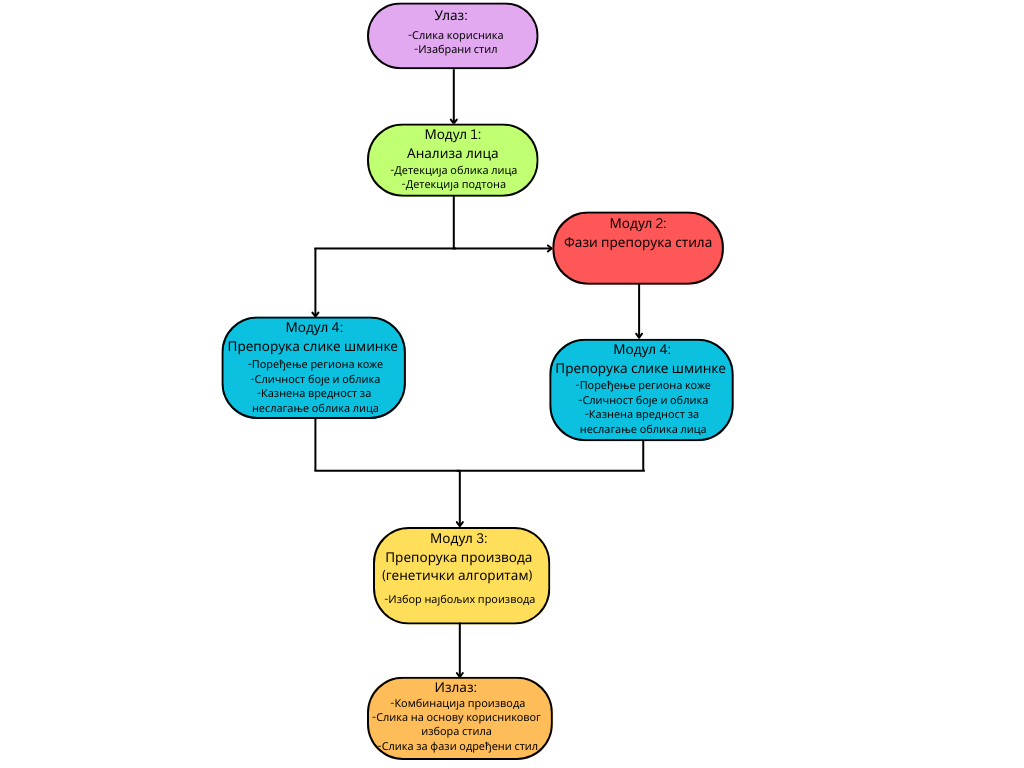 Улаз:
-Слика корисника
-Изабрани стил
Модул 1:
Анализа лица
-Детекција облика лица
-Детекција подтона
Модул 2:
Фази препорука стила
Модул 4:
Препорука слике шминке
-Поређење региона коже
-Сличност боје и облика
-Казнена вредност за
неслагање облика лица
Модул 4:
Препорука слике шминке
-Поређење региона коже
-Сличност боје и облика
-Казнена вредност за
неслагање облика лица
Модул 3:
Препорука производа
(генетички алгоритам)
-Избор најбољих производа
Излаз:
-Комбинација производа
-Слика на основу корисниковог
избора стила
-Слика за фази одређени стил